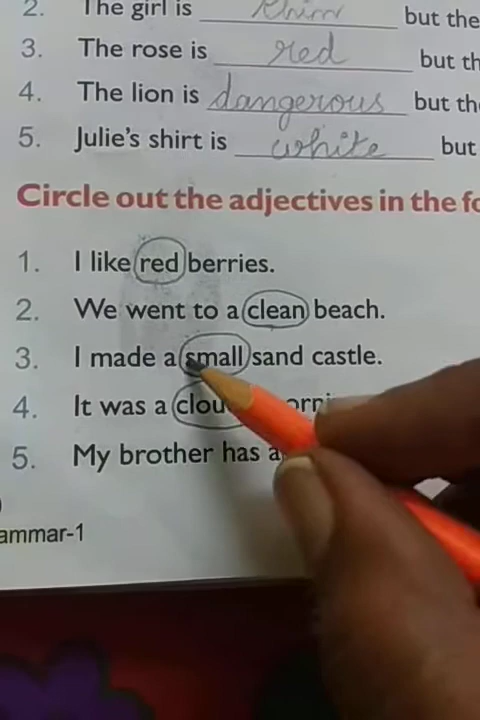 2. The girl is but the
3. The rose is red but th
4. The lion is dangerous but th
5. Julie's shirt is white but
Circle out the adjectives in the fo
1. I like red berries.
2. We went to a clean beach.
3. I made a small sand castle.
4. It was a clou orni
5. My brother has a
ammar-1